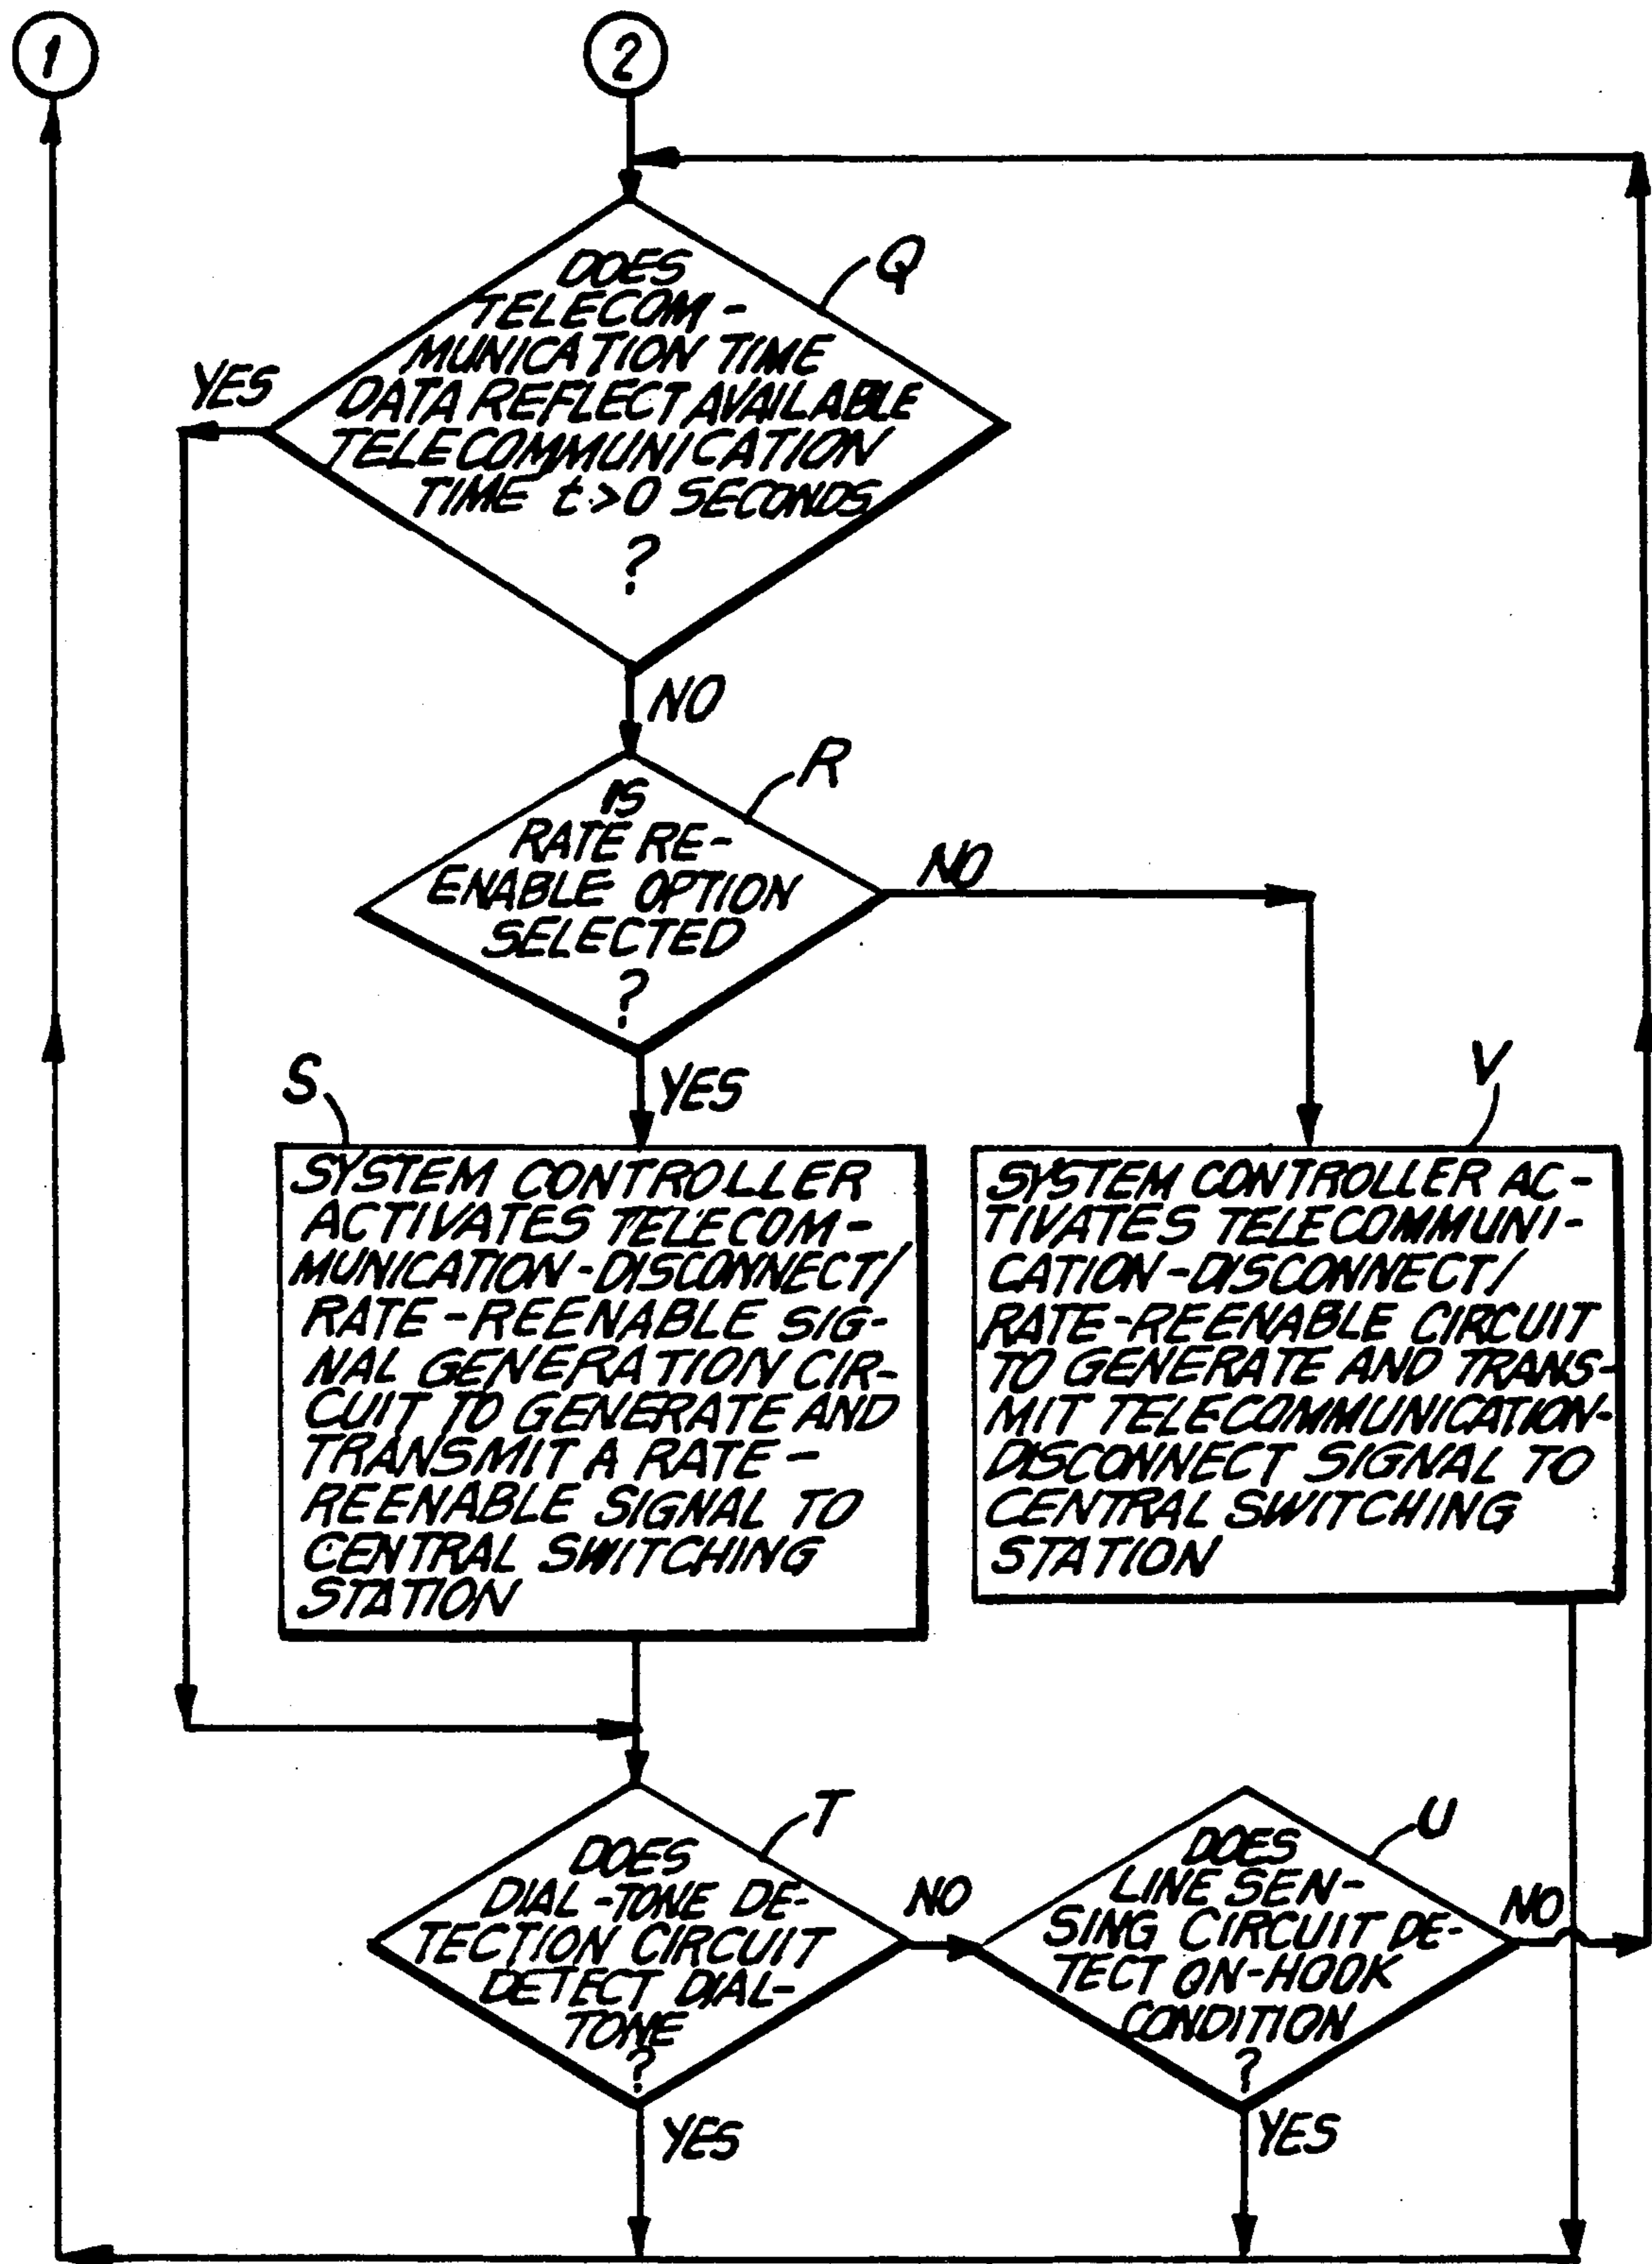 1
2
Q
DOES
TELECOM-
MUNICATION TIME
DATA REFLECT AVAILABLE
TELECOMMUNICATION
TIME t>0 SECONDS
?
YES
NO
R
IS
RATE RE-
ENABLE OPTION
SELECTED
?
NO
YES
S
SYSTEM CONTROLLER
ACTIVATES TELECOM-
MUNICATION-DISCONNECT/
RATE-REENABLE SIG-
NAL GENERATION CIR-
CUIT TO GENERATE AND
TRANSMIT A RATE-
REENABLE SIGNAL TO
CENTRAL SWITCHING
STATION
V
SYSTEM CONTROLLER AC-
TIVATES TELECOMMUNI-
CATION-DISCONNECT/
RATE-REENABLE CIRCUIT
TO GENERATE AND TRANS-
MIT TELECOMMUNICATION-
DISCONNECT SIGNAL TO
CENTRAL SWITCHING
STATION
T
DOES
DIAL-TONE DE-
TECTION CIRCUIT
DETECT DIAL-
TONE
?
NO
YES
U
DOES
LINE SEN-
SING CIRCUIT DE-
TECT ON-HOOK
CONDITION
?
NO
YES